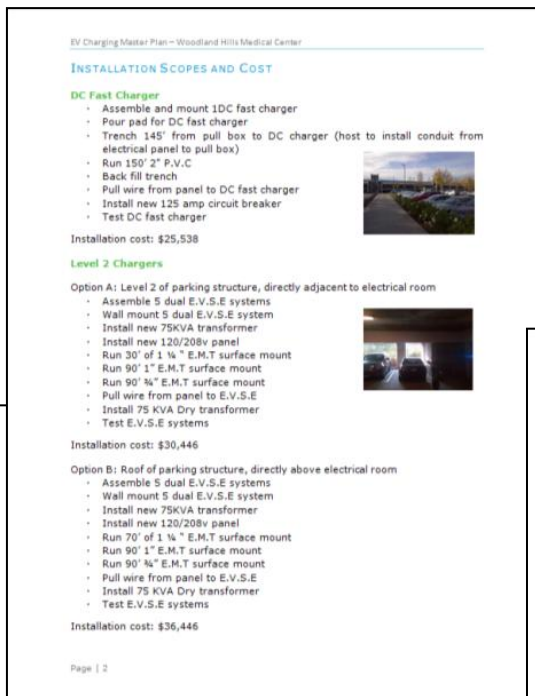 EV Charging Master Plan – Woodland Hills Medical Center
INSTALLATION SCOPES AND COST
DC Fast Charger
· Assemble and mount 1DC fast charger
· Pour pad for DC fast charger
· Trench 145' from pull box to DC charger (host to install conduit from
electrical panel to pull box)
· Run 150' 2" P.V.C
· Back fill trench
· Pull wire from panel to DC fast charger
· Install new 125 amp circuit breaker
· Test DC fast charger
Installation cost: $25,538
Level 2 Chargers
Option A: Level 2 of parking structure, directly adjacent to electrical room
· Assemble 5 dual E.V.S.E systems
· Wall mount 5 dual E.V.S.E system
· Install new 75KVA transformer
· Install new 120/208v panel
· Run 30' of 1 ¼ " E.M.T surface mount
· Run 90' 1" E.M.T surface mount
· Run 90' ¾" E.M.T surface mount
· Pull wire from panel to E.V.S.E
· Install 75 KVA Dry transformer
· Test E.V.S.E systems
Installation cost: $30,446
Option B: Roof of parking structure, directly above electrical room
· Assemble 5 dual E.V.S.E systems
· Wall mount 5 dual E.V.S.E system
· Install new 75KVA transformer
· Install new 120/208v panel
· Run 70' of 1 ¼ " E.M.T surface mount
· Run 90' 1" E.M.T surface mount
· Run 90' ¾" E.M.T surface mount
· Pull wire from panel to E.V.S.E
· Install 75 KVA Dry transformer
· Test E.V.S.E systems
Installation cost: $36,446
Page | 2